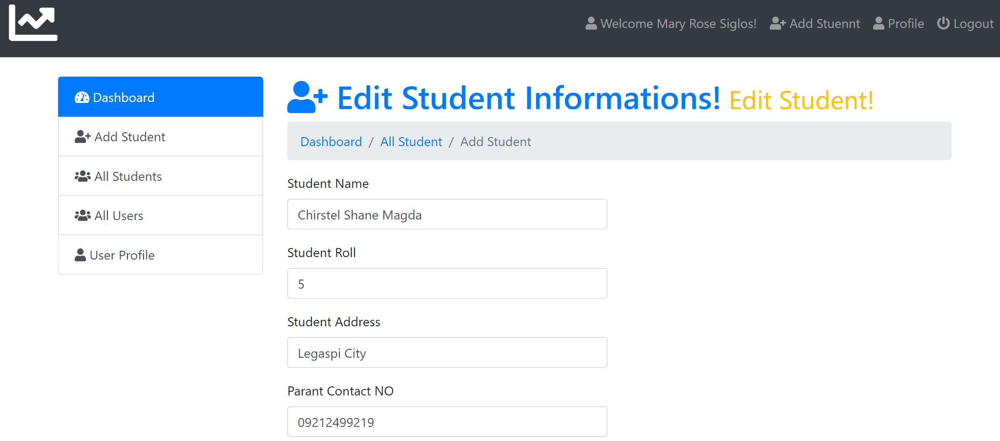 Welcome Mary Rose Siglos! Add Stuennt Profile Logout
Dashboard
Add Student
All Students
All Users
User Profile
Edit Student Informations! Edit Student!
Dashboard / All Student / Add Student
Student Name
Chirstel Shane Magda
Student Roll
5
Student Address
Legaspi City
Parant Contact NO
09212499219